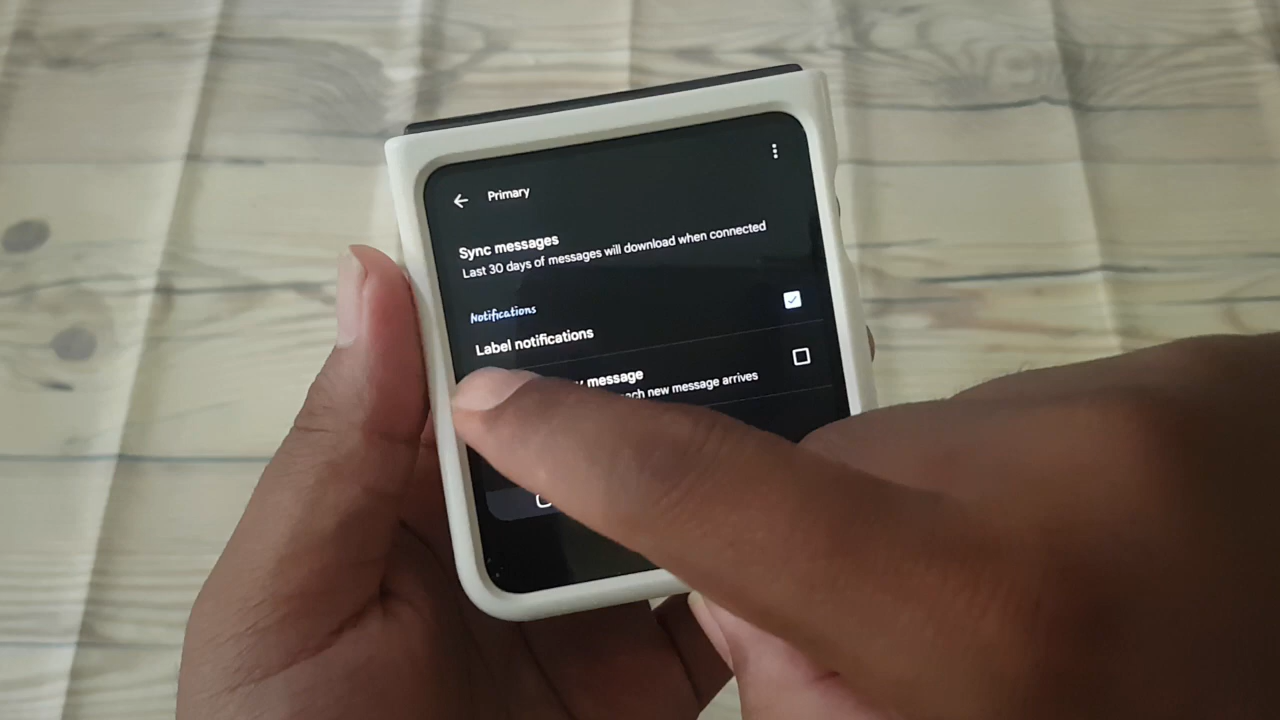 Primary
Sync messages
Last 30 days of messages will download when connected
Notifications
Label notifications
message
new message arrives